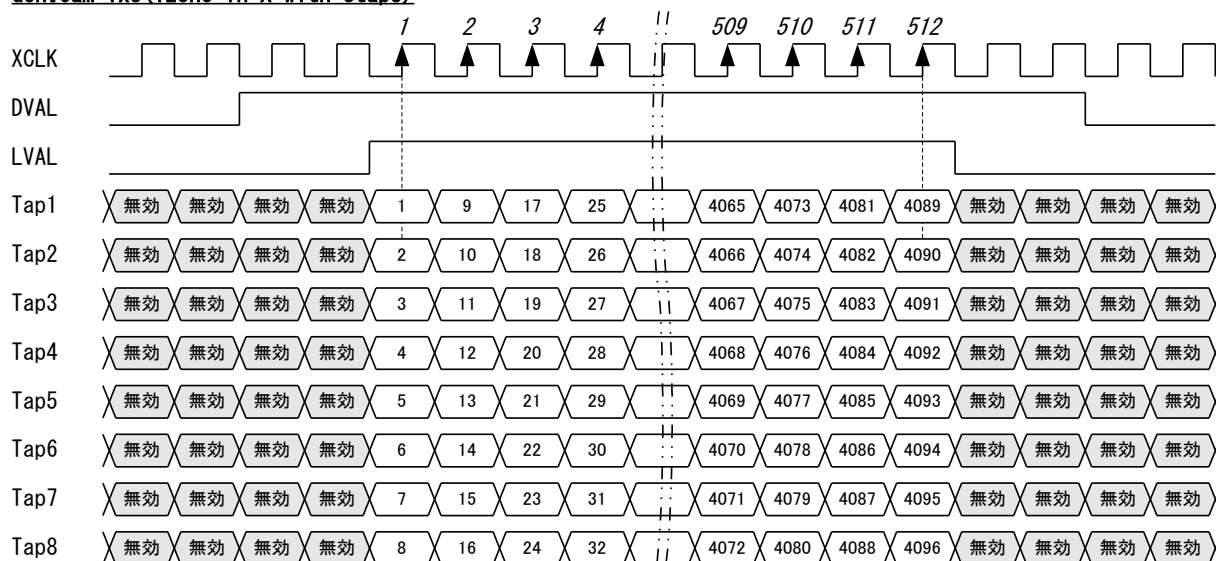 1 2 3 4 509 510 511 512
XCLK
DVAL
LVAL
Tap1 無効 無効 無効 無効 1 9 17 25 4065 4073 4081 4089 無効 無効 無効 無効
Tap2 無効 無効 無効 無効 2 10 18 26 4066 4074 4082 4090 無効 無効 無効 無効
Tap3 無効 無効 無効 無効 3 11 19 27 4067 4075 4083 4091 無効 無効 無効 無効
Tap4 無効 無効 無効 無効 4 12 20 28 4068 4076 4084 4092 無効 無効 無効 無効
Tap5 無効 無効 無効 無効 5 13 21 29 4069 4077 4085 4093 無効 無効 無効 無効
Tap6 無効 無効 無効 無効 6 14 22 30 4070 4078 4086 4094 無効 無効 無効 無効
Tap7 無効 無効 無効 無効 7 15 23 31 4071 4079 4087 4095 無効 無効 無効 無効
Tap8 無効 無効 無効 無効 8 16 24 32 4072 4080 4088 4096 無効 無効 無効 無効